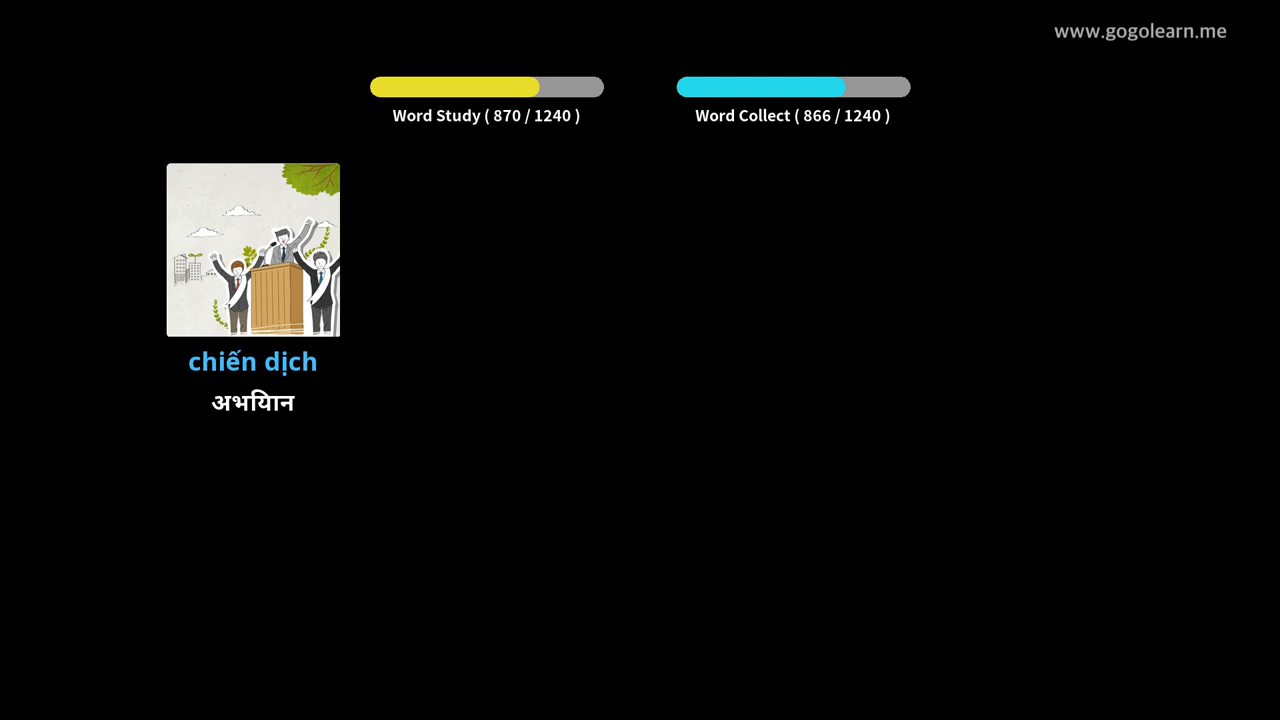 www.gogolearn.me
Word Study ( 870 / 1240 )
Word Collect ( 866 / 1240 )
chiến dịch
अभियान